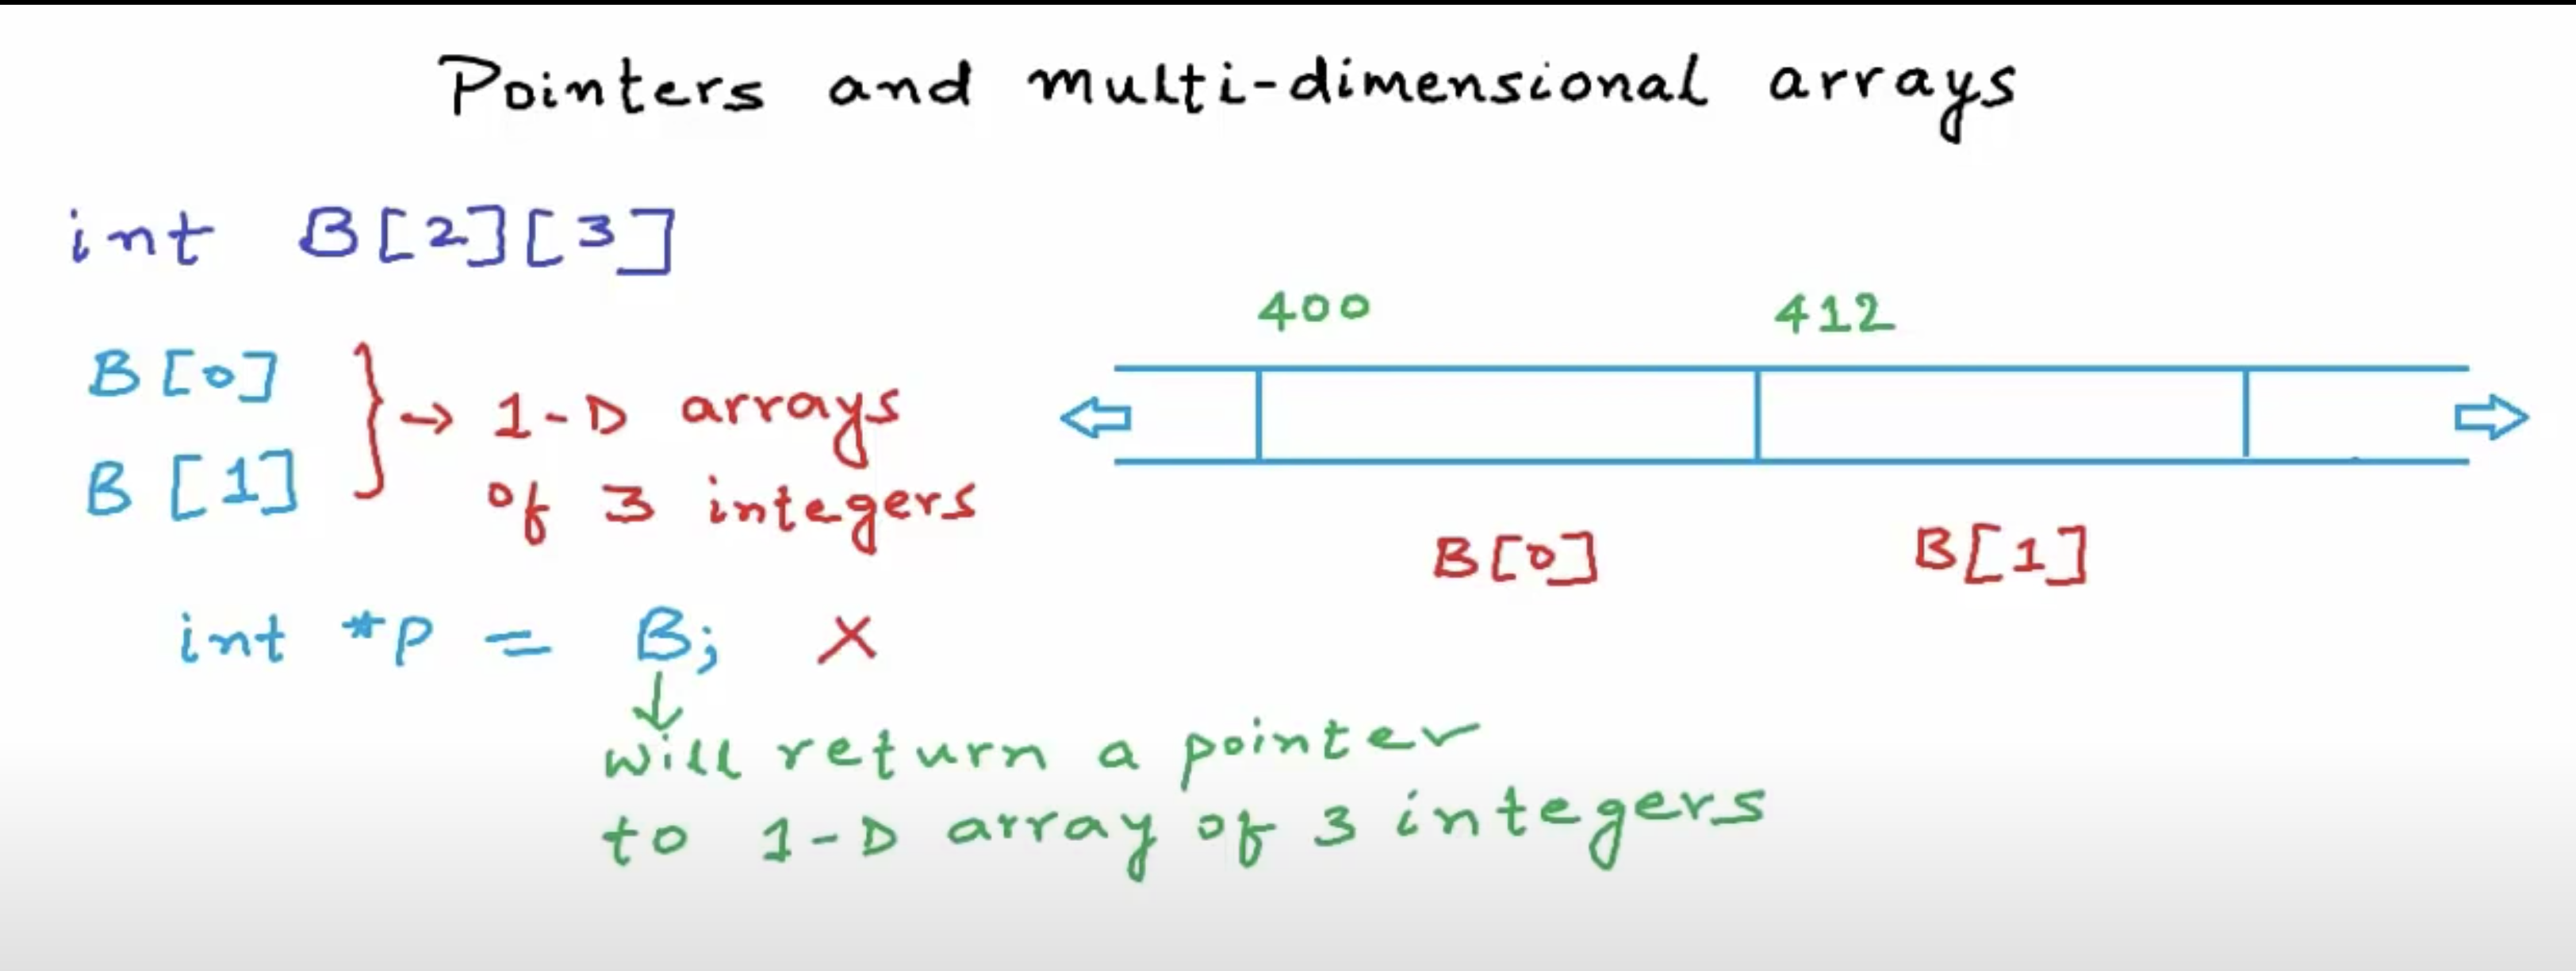 Pointers and multi-dimensional arrays
int B[2][3]
400 412
B[0]
B[1]
} → 1-D arrays
of 3 integers
B[0] B[1]
int *p = B; X
↓
will return a pointer
to 1-D array of 3 integers